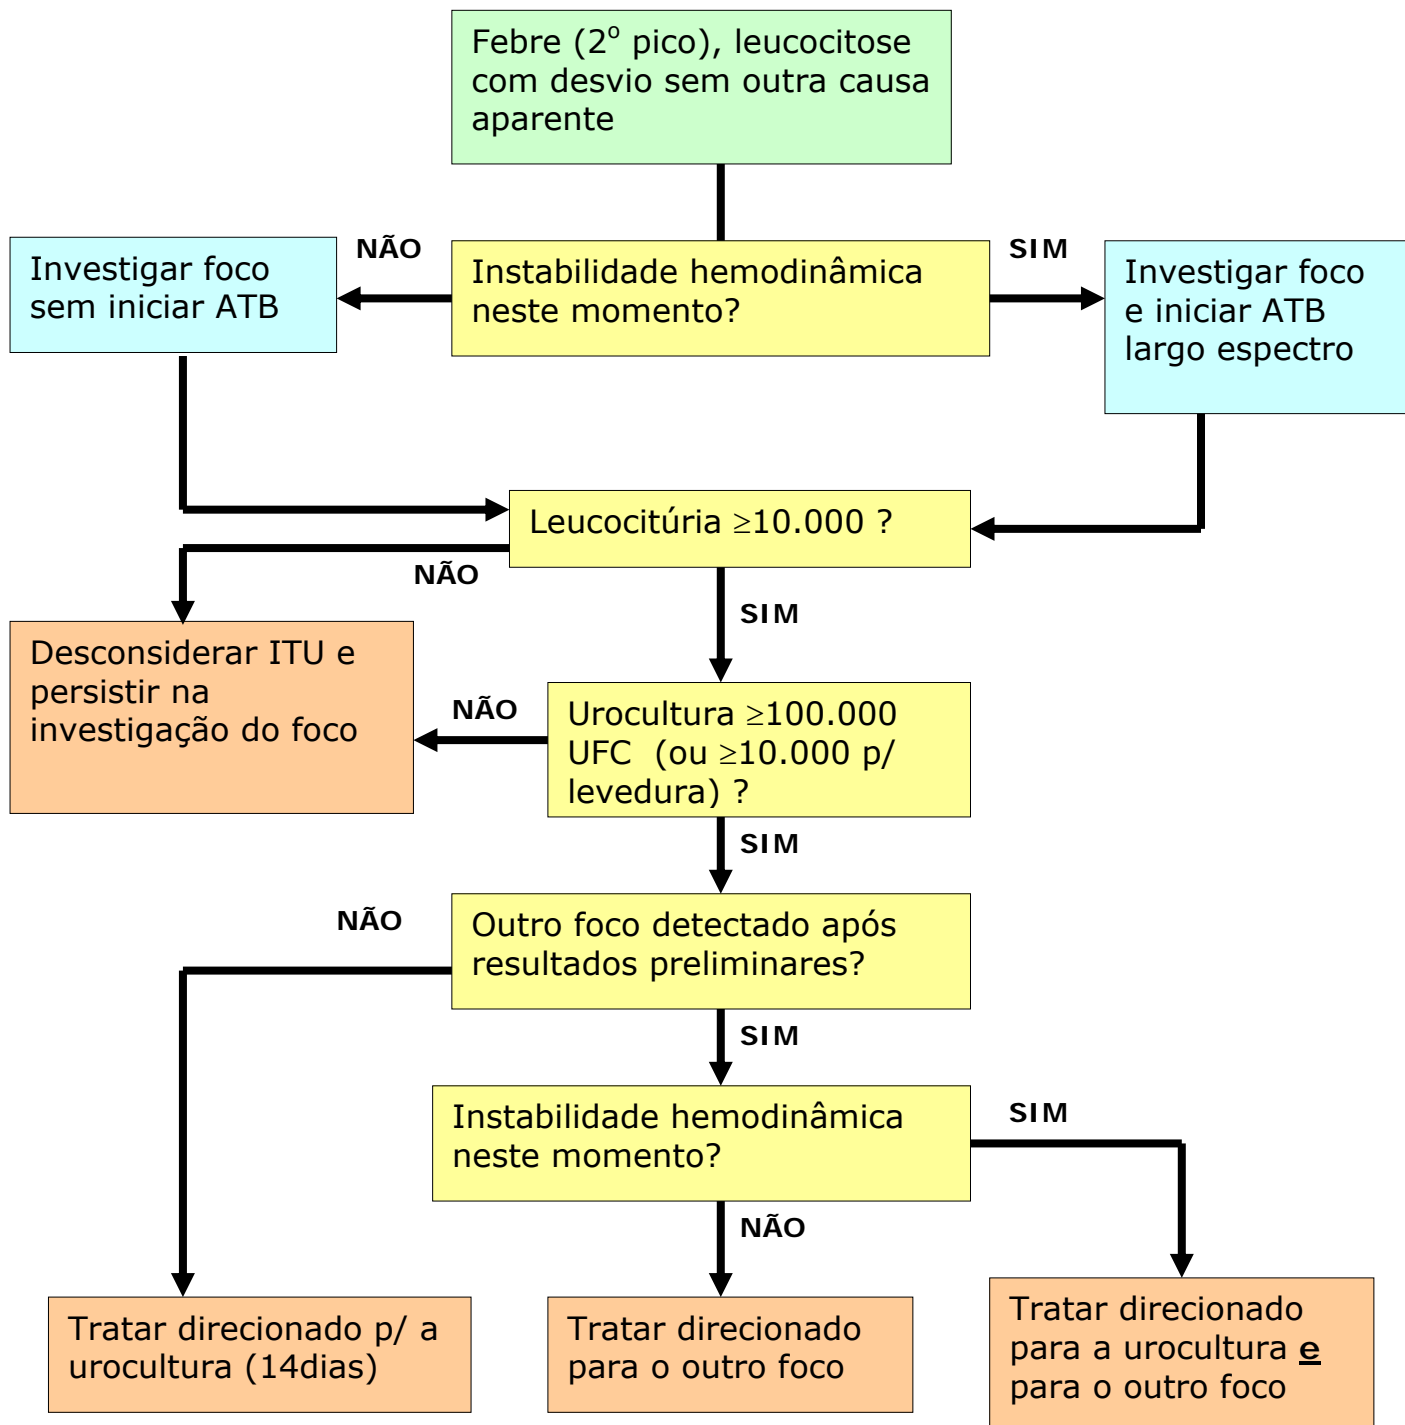 Febre (2º pico), leucocitose
com desvio sem outra causa
aparente
NÃO
SIM
Investigar foco
sem iniciar ATB
Instabilidade hemodinâmica
neste momento?
Investigar foco
e iniciar ATB
largo espectro
Leucocitúria ≥10.000 ?
NÃO
SIM
Desconsiderar ITU e
persistir na
investigação do foco
NÃO
Urocultura ≥100.000
UFC (ou ≥10.000 p/
levedura) ?
SIM
NÃO
Outro foco detectado após
resultados preliminares?
SIM
Instabilidade hemodinâmica
neste momento?
SIM
NÃO
Tratar direcionado p/ a
urocultura (14dias)
Tratar direcionado
para o outro foco
Tratar direcionado
para a urocultura e
para o outro foco